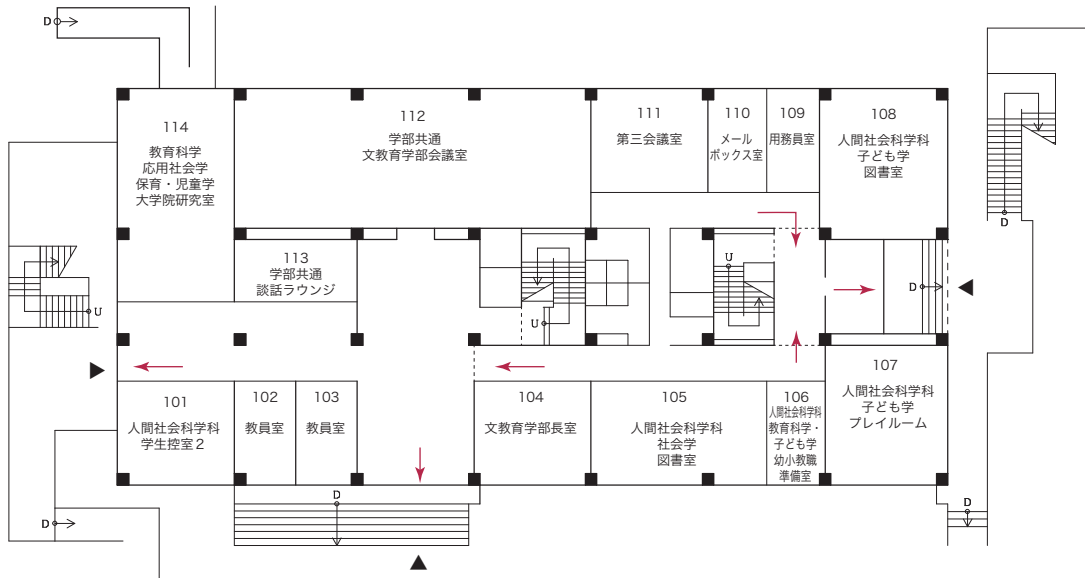 D
114
教育科学
応用社会学
保育・児童学
大学院研究室
112
学部共通
文教育学部会議室
111
第三会議室
110
メール
ボックス室
109
用務員室
108
人間社会科学科
子ども学
図書室
D
113
学部共通
談話ラウンジ
U
U
U
D
101
人間社会科学科
学生控室2
102
教員室
103
教員室
104
文教育学部長室
105
人間社会科学科
社会学
図書室
106
人間社会科学科
教育科学・
子ども学
幼小教職
準備室
107
人間社会科学科
子ども学
プレイルーム
D
D
D